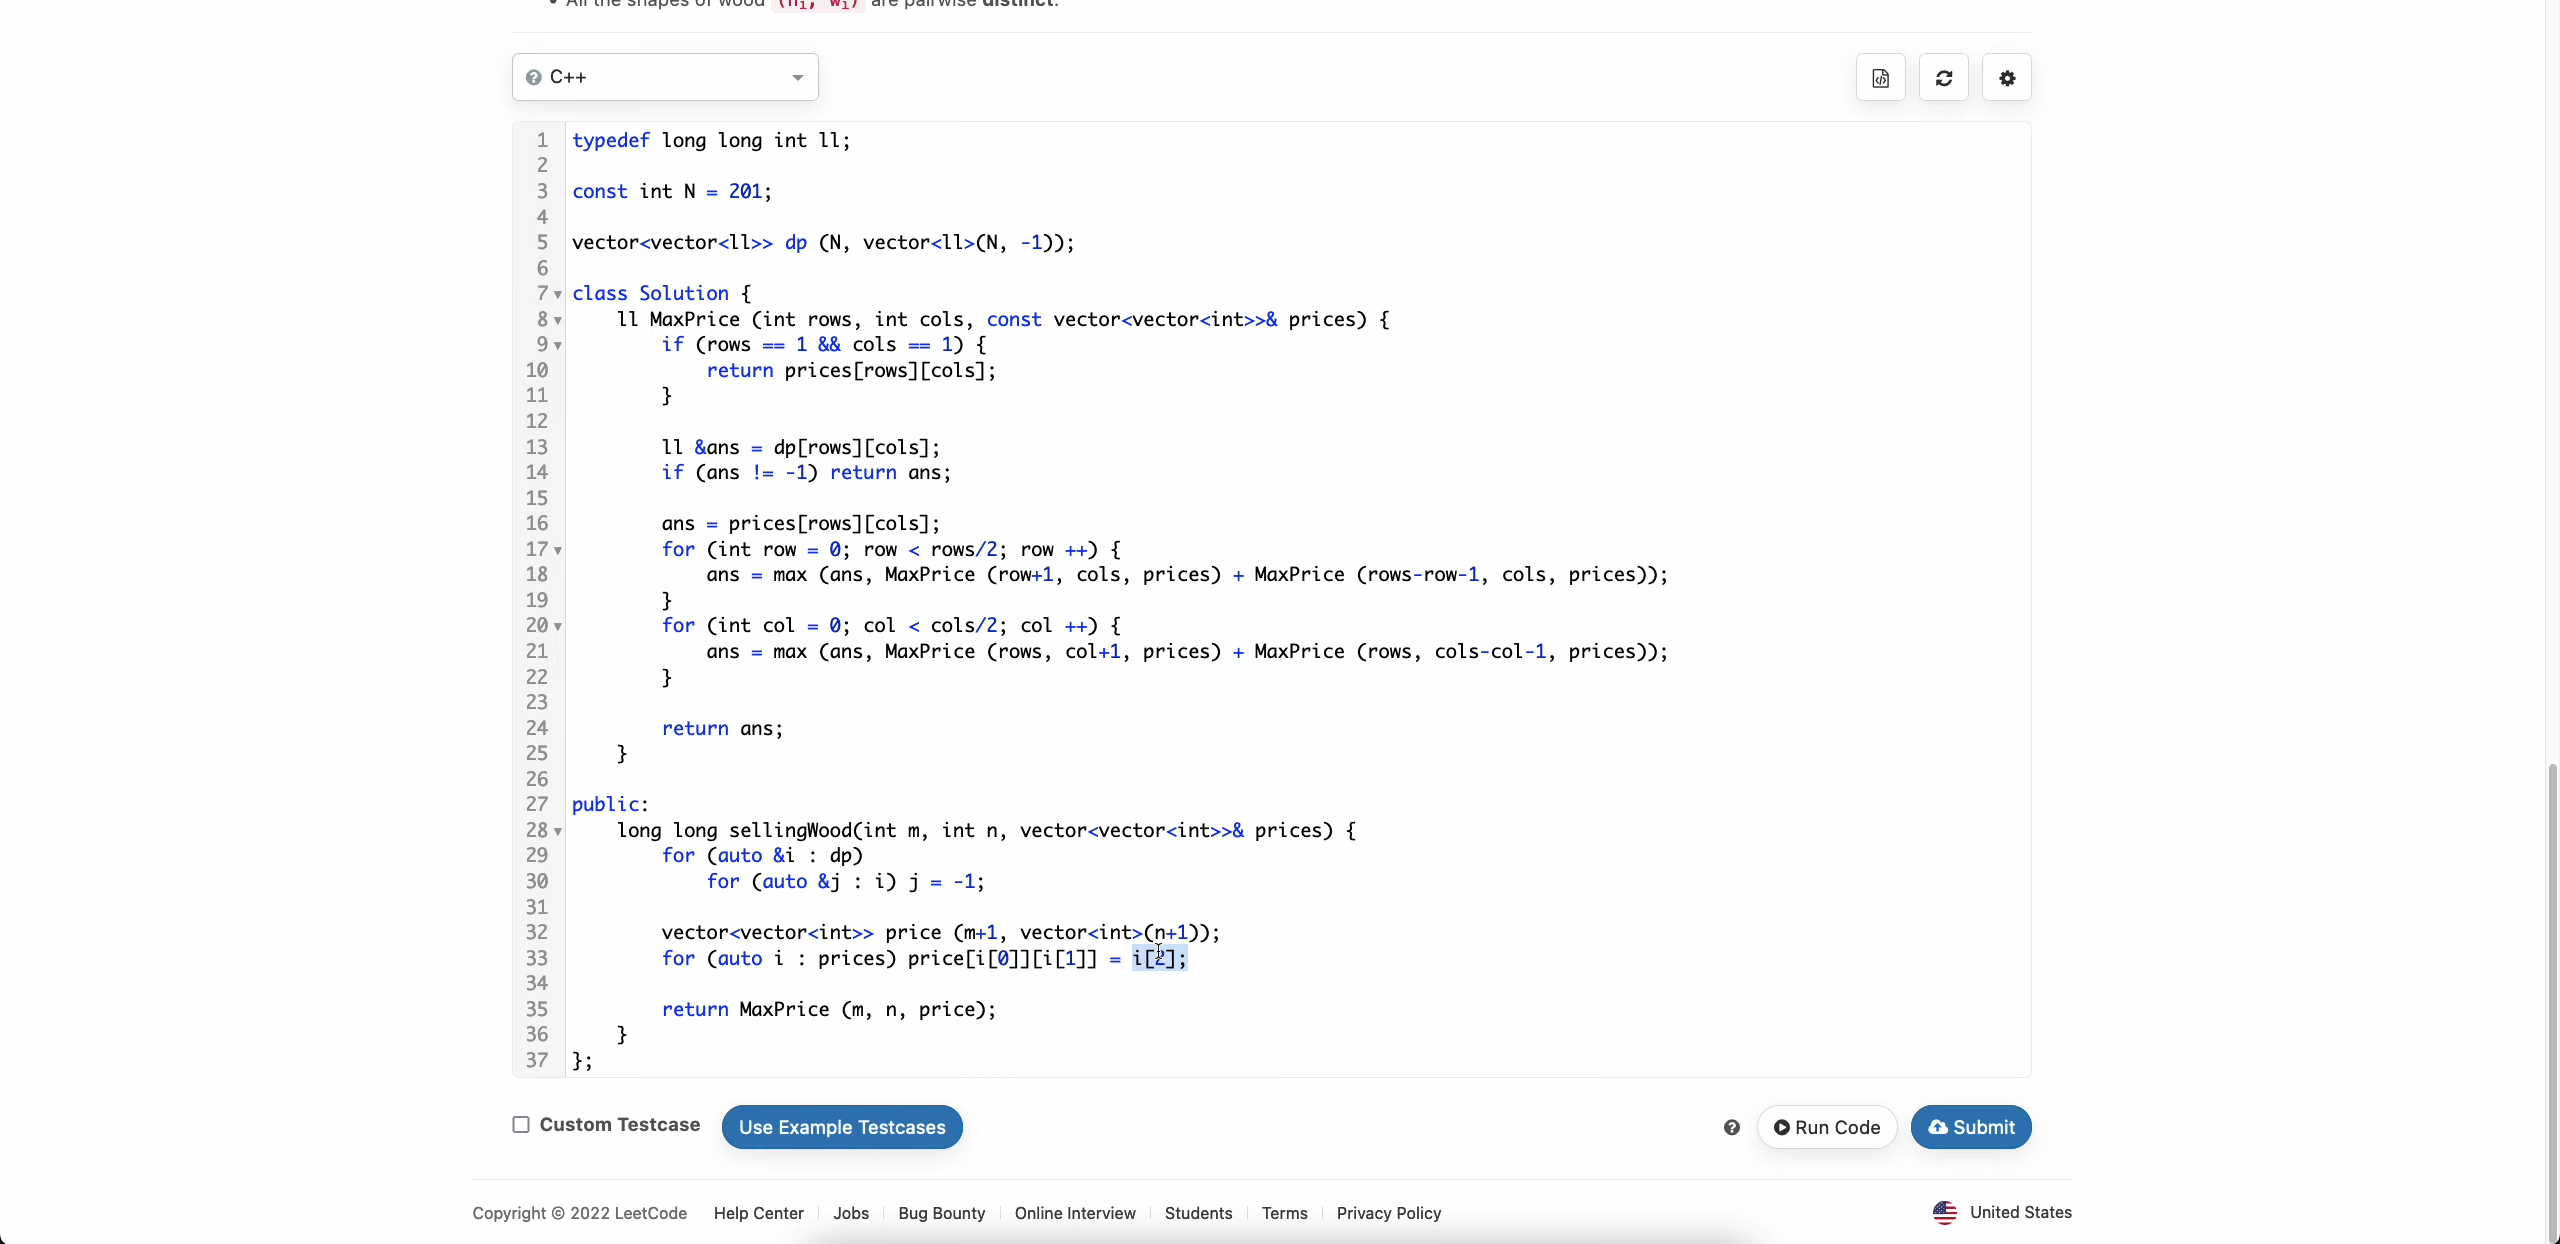 • All the shapes of wood (hi, wi) are pairwise distinct.
C++
1 typedef long long int ll;
2
3 const int N = 201;
4
5 vector<vector<ll>> dp (N, vector<ll>(N, -1));
6
7 class Solution {
8     ll MaxPrice (int rows, int cols, const vector<vector<int>>& prices) {
9         if (rows == 1 && cols == 1) {
10             return prices[rows][cols];
11         }
12
13         ll &ans = dp[rows][cols];
14         if (ans != -1) return ans;
15
16         ans = prices[rows][cols];
17         for (int row = 0; row < rows/2; row ++) {
18             ans = max (ans, MaxPrice (row+1, cols, prices) + MaxPrice (rows-row-1, cols, prices));
19         }
20         for (int col = 0; col < cols/2; col ++) {
21             ans = max (ans, MaxPrice (rows, col+1, prices) + MaxPrice (rows, cols-col-1, prices));
22         }
23
24         return ans;
25     }
26
27 public:
28     long long sellingWood(int m, int n, vector<vector<int>>& prices) {
29         for (auto &i : dp)
30             for (auto &j : i) j = -1;
31
32         vector<vector<int>> price (m+1, vector<int>(n+1));
33         for (auto i : prices) price[i[0]][i[1]] = i[2];
34
35         return MaxPrice (m, n, price);
36     }
37 };
Custom Testcase Use Example Testcases Run Code Submit
Copyright © 2022 LeetCode Help Center Jobs Bug Bounty Online Interview Students Terms Privacy Policy United States